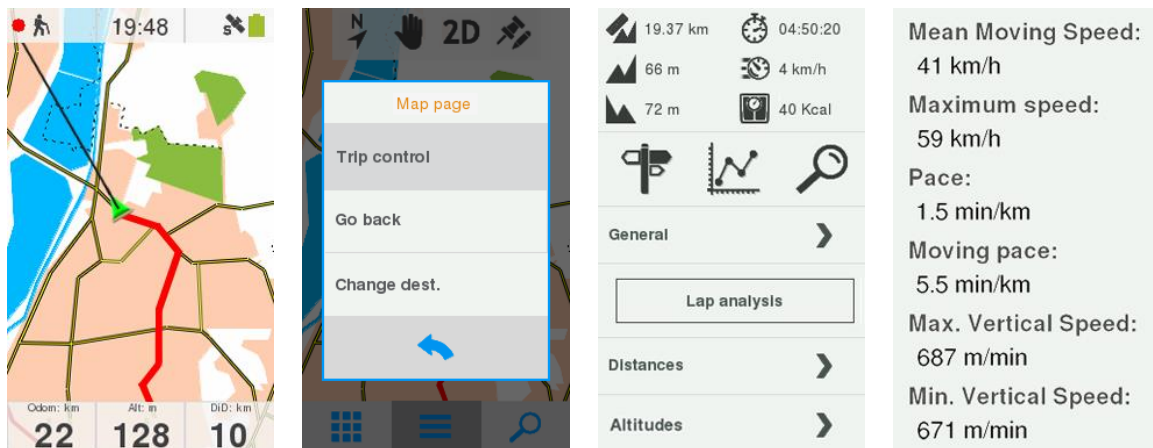 19:48
S
Odom: km
Alt: m
DiD: km
22
128
10
N
2D
Map page
Trip control
Go back
Change dest.
19.37 km
04:50:20
66 m
4 km/h
72 m
40 Kcal
General
Lap analysis
Distances
Altitudes
Mean Moving Speed:
41 km/h
Maximum speed:
59 km/h
Pace:
1.5 min/km
Moving pace:
5.5 min/km
Max. Vertical Speed:
687 m/min
Min. Vertical Speed:
671 m/min